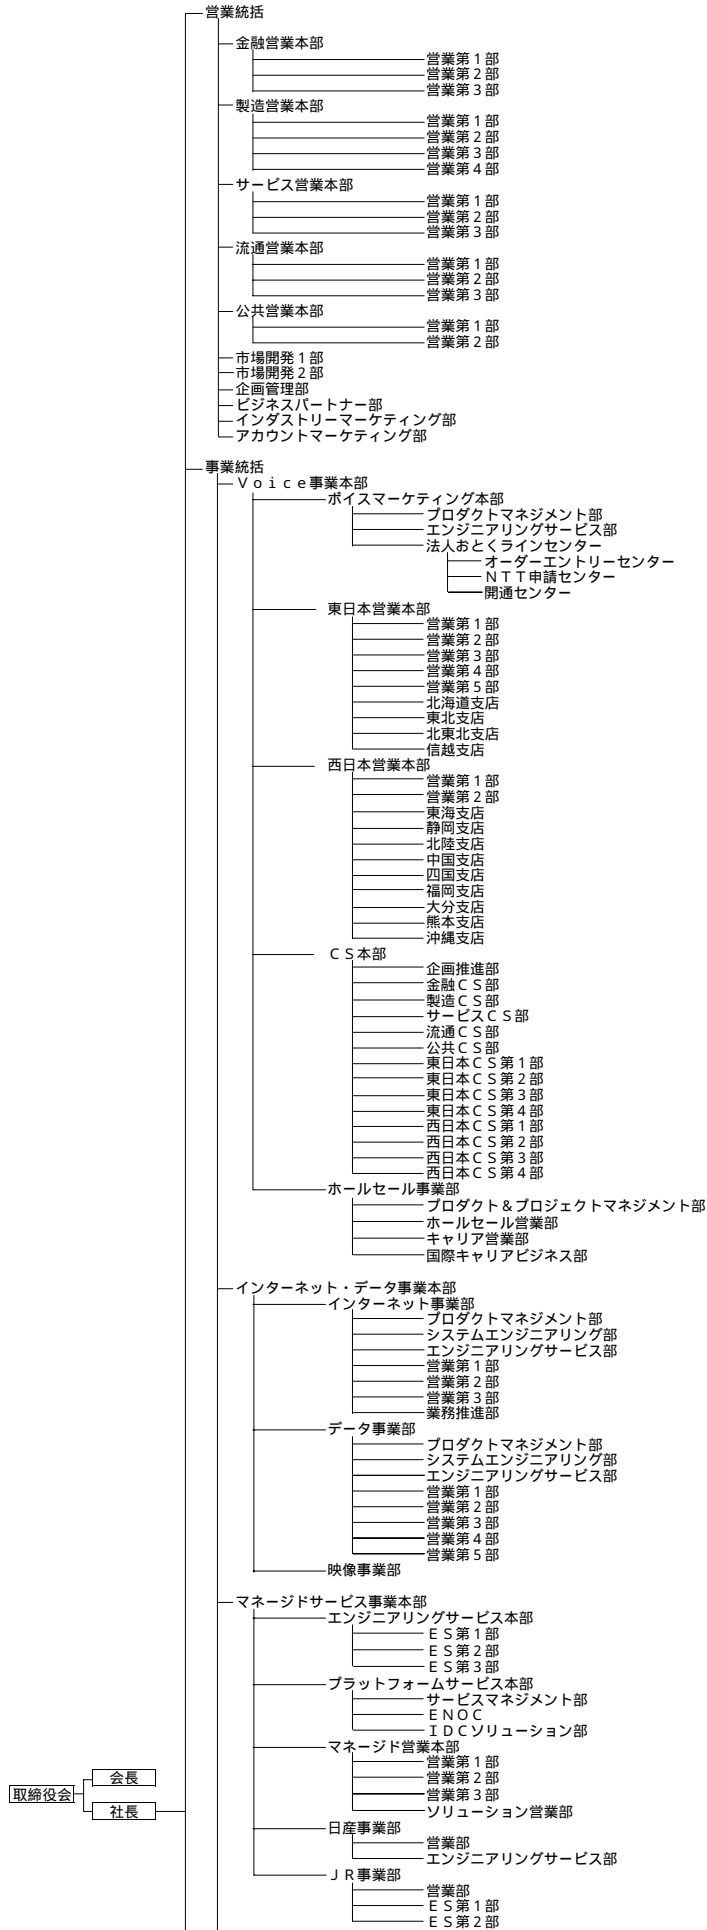 営業統括
金融営業本部
営業第１部
営業第２部
営業第３部
製造営業本部
営業第１部
営業第２部
営業第３部
営業第４部
サービス営業本部
営業第１部
営業第２部
営業第３部
流通営業本部
営業第１部
営業第２部
営業第３部
公共営業本部
営業第１部
営業第２部
市場開発１部
市場開発２部
企画管理部
ビジネスパートナー部
インダストリーマーケティング部
アカウントマーケティング部
事業統括
Ｖｏｉｃｅ事業本部
ボイスマーケティング本部
プロダクトマネジメント部
エンジニアリングサービス部
法人おとくラインセンター
オーダーエントリーセンター
ＮＴＴ申請センター
開通センター
東日本営業本部
営業第１部
営業第２部
営業第３部
営業第４部
営業第５部
北海道支店
東北支店
北東北支店
信越支店
西日本営業本部
営業第１部
営業第２部
東海支店
静岡支店
北陸支店
中国支店
四国支店
福岡支店
大分支店
熊本支店
沖縄支店
ＣＳ本部
企画推進部
金融ＣＳ部
製造ＣＳ部
サービスＣＳ部
流通ＣＳ部
公共ＣＳ部
東日本ＣＳ第１部
東日本ＣＳ第２部
東日本ＣＳ第３部
東日本ＣＳ第４部
西日本ＣＳ第１部
西日本ＣＳ第２部
西日本ＣＳ第３部
西日本ＣＳ第４部
ホールセール事業部
プロダクト＆プロジェクトマネジメント部
ホールセール営業部
キャリア営業部
国際キャリアビジネス部
インターネット・データ事業本部
インターネット事業部
プロダクトマネジメント部
システムエンジニアリング部
エンジニアリングサービス部
営業第１部
営業第２部
営業第３部
業務推進部
データ事業部
プロダクトマネジメント部
システムエンジニアリング部
エンジニアリングサービス部
営業第１部
営業第２部
営業第３部
営業第４部
営業第５部
映像事業部
マネージドサービス事業本部
エンジニアリングサービス本部
ＥＳ第１部
ＥＳ第２部
ＥＳ第３部
プラットフォームサービス本部
サービスマネジメント部
ＥＮＯＣ
ＩＤＣソリューション部
マネージド営業本部
営業第１部
営業第２部
営業第３部
ソリューション営業部
会長
取締役会
社長
日産事業部
営業部
エンジニアリングサービス部
ＪＲ事業部
営業部
ＥＳ第１部
ＥＳ第２部